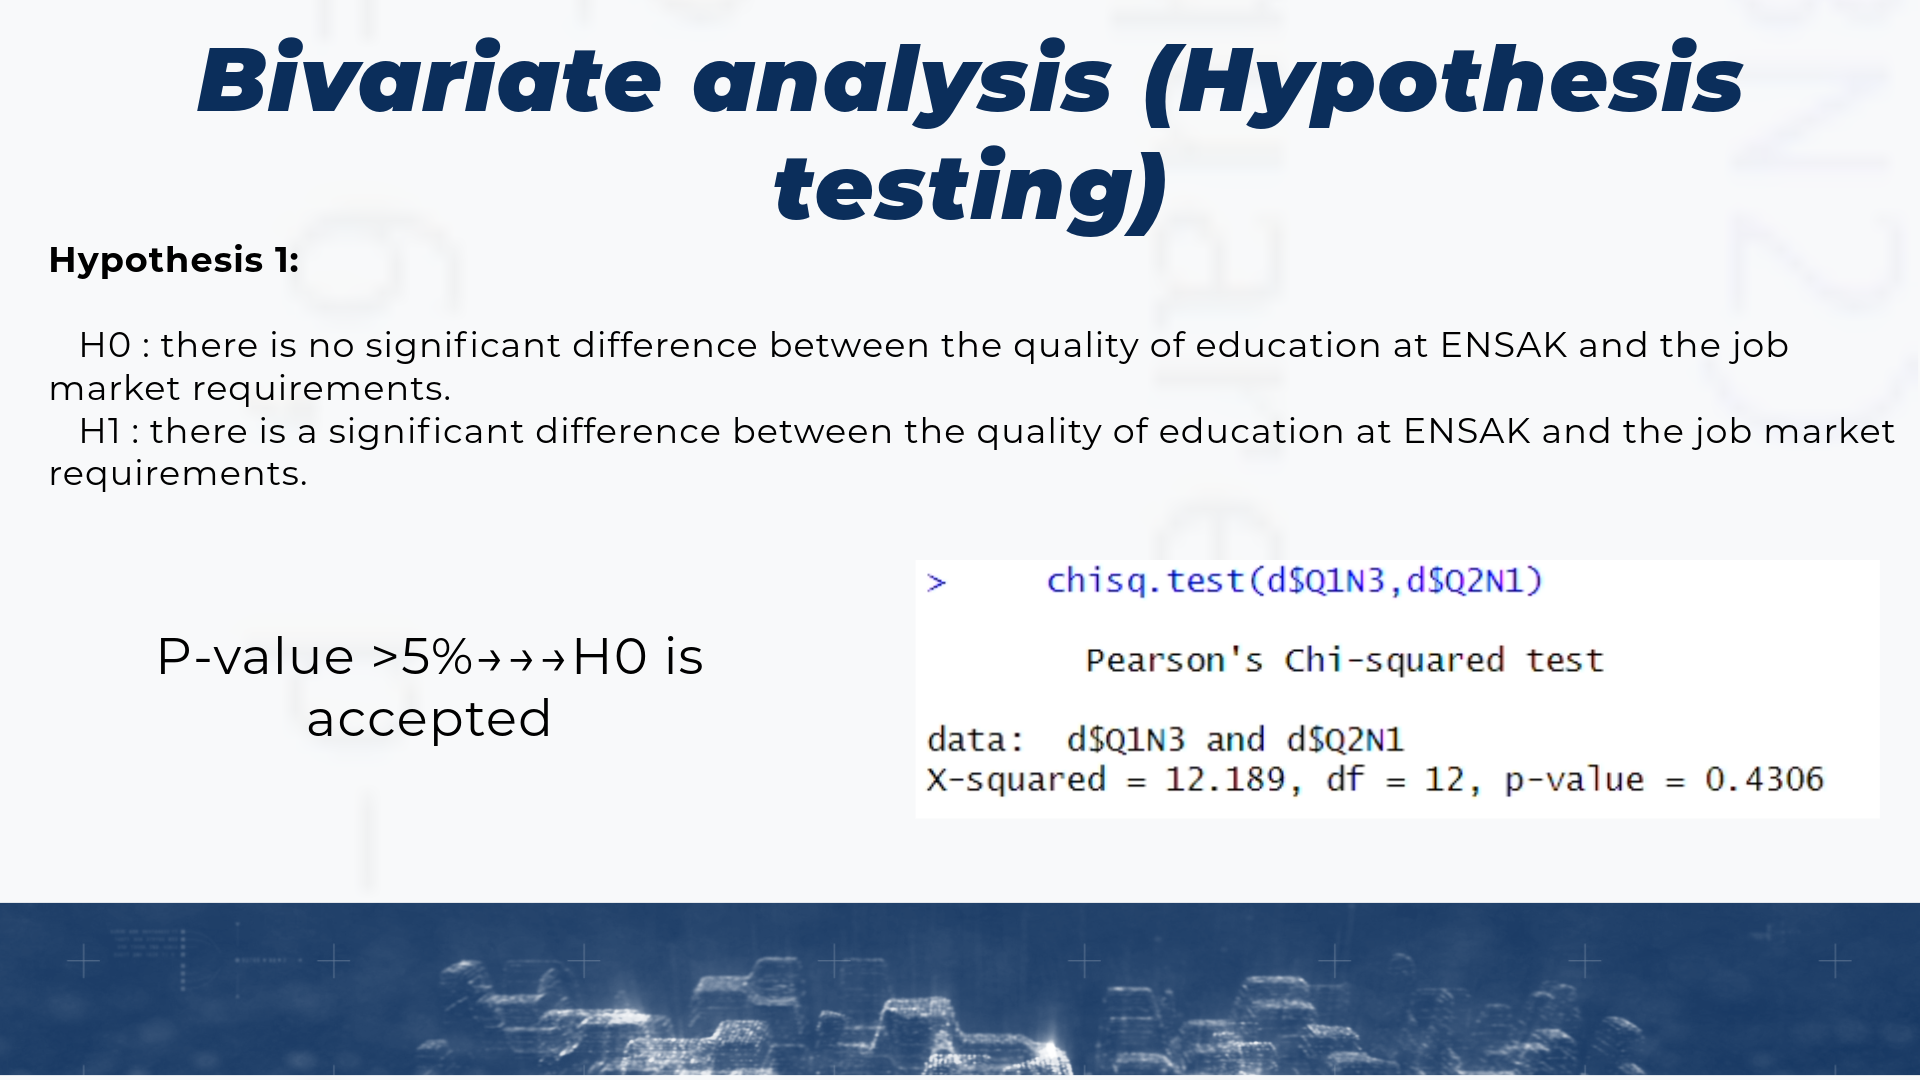 Bivariate analysis (Hypothesis
testing)
Hypothesis 1:
H0 : there is no significant difference between the quality of education at ENSAK and the job
market requirements.
H1 : there is a significant difference between the quality of education at ENSAK and the job market
requirements.
P-value >5%→→→H0 is
accepted
> chisq.test(d$Q1N3,d$Q2N1)
Pearson's Chi-squared test
data: d$Q1N3 and d$Q2N1
X-squared = 12.189, df = 12, p-value = 0.4306